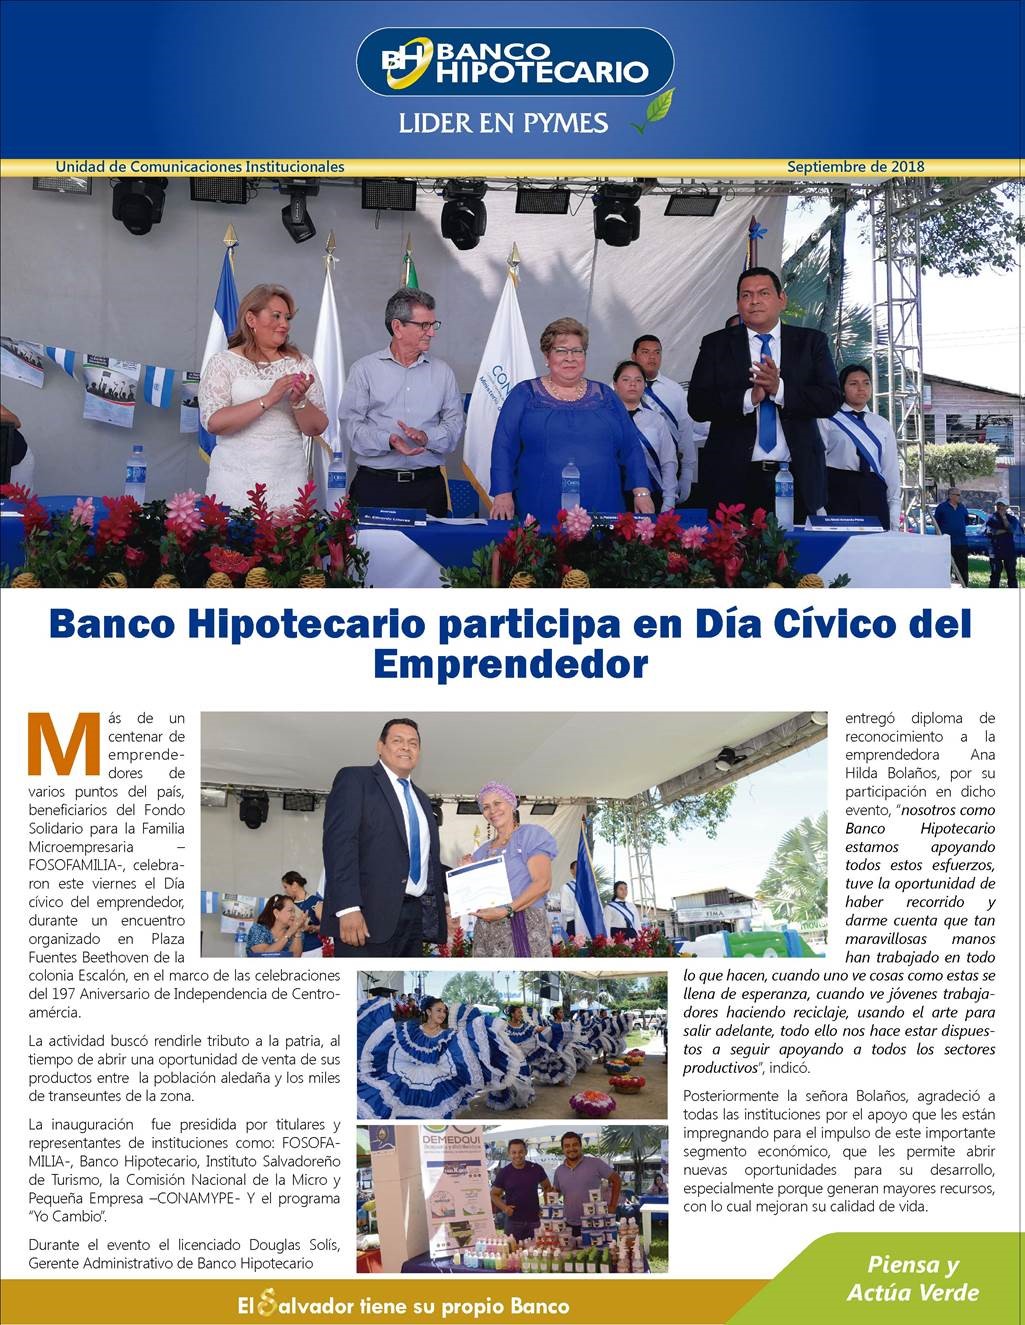 BH BANCO
HIPOTECARIO
LIDER EN PYMES
Unidad de Comunicaciones Institucionales
Septiembre de 2018
CON
Banco Hipotecario participa en Día Cívico del
Emprendedor
Más de un
centenar de
emprende-
dores de
varios puntos del país,
beneficiarios del Fondo
Solidario para la Familia
Microempresaria –
FOSOFAMILIA-, celebra-
ron este viernes el Día
cívico del emprendedor,
durante un encuentro
organizado en Plaza
Fuentes Beethoven de la
colonia Escalón, en el marco de las celebraciones
del 197 Aniversario de Independencia de Centro-
amércia.
La actividad buscó rendirle tributo a la patria, al
tiempo de abrir una oportunidad de venta de sus
productos entre la población aledaña y los miles
de transeuntes de la zona.
La inauguración fue presidida por titulares y
representantes de instituciones como: FOSOFA-
MILIA-, Banco Hipotecario, Instituto Salvadoreño
de Turismo, la Comisión Nacional de la Micro y
Pequeña Empresa –CONAMYPE- Y el programa
“Yo Cambio”.
Durante el evento el licenciado Douglas Solís,
Gerente Administrativo de Banco Hipotecario
DEMEDQUI
entregó diploma de
reconocimiento a la
emprendedora Ana
Hilda Bolaños, por su
participación en dicho
evento, “nosotros como
Banco Hipotecario
estamos apoyando
todos estos esfuerzos,
tuve la oportunidad de
haber recorrido y
darme cuenta que tan
maravillosas manos
han trabajado en todo
lo que hacen, cuando uno ve cosas como estas se
llena de esperanza, cuando ve jóvenes trabaja-
dores haciendo reciclaje, usando el arte para
salir adelante, todo ello nos hace estar dispues-
tos a seguir apoyando a todos los sectores
productivos”, indicó.
Posteriormente la señora Bolaños, agradeció a
todas las instituciones por el apoyo que les están
impregnando para el impulso de este importante
segmento económico, que les permite abrir
nuevas oportunidades para su desarrollo,
especialmente porque generan mayores recursos,
con lo cual mejoran su calidad de vida.
El Salvador tiene su propio Banco
Piensa y
Actúa Verde